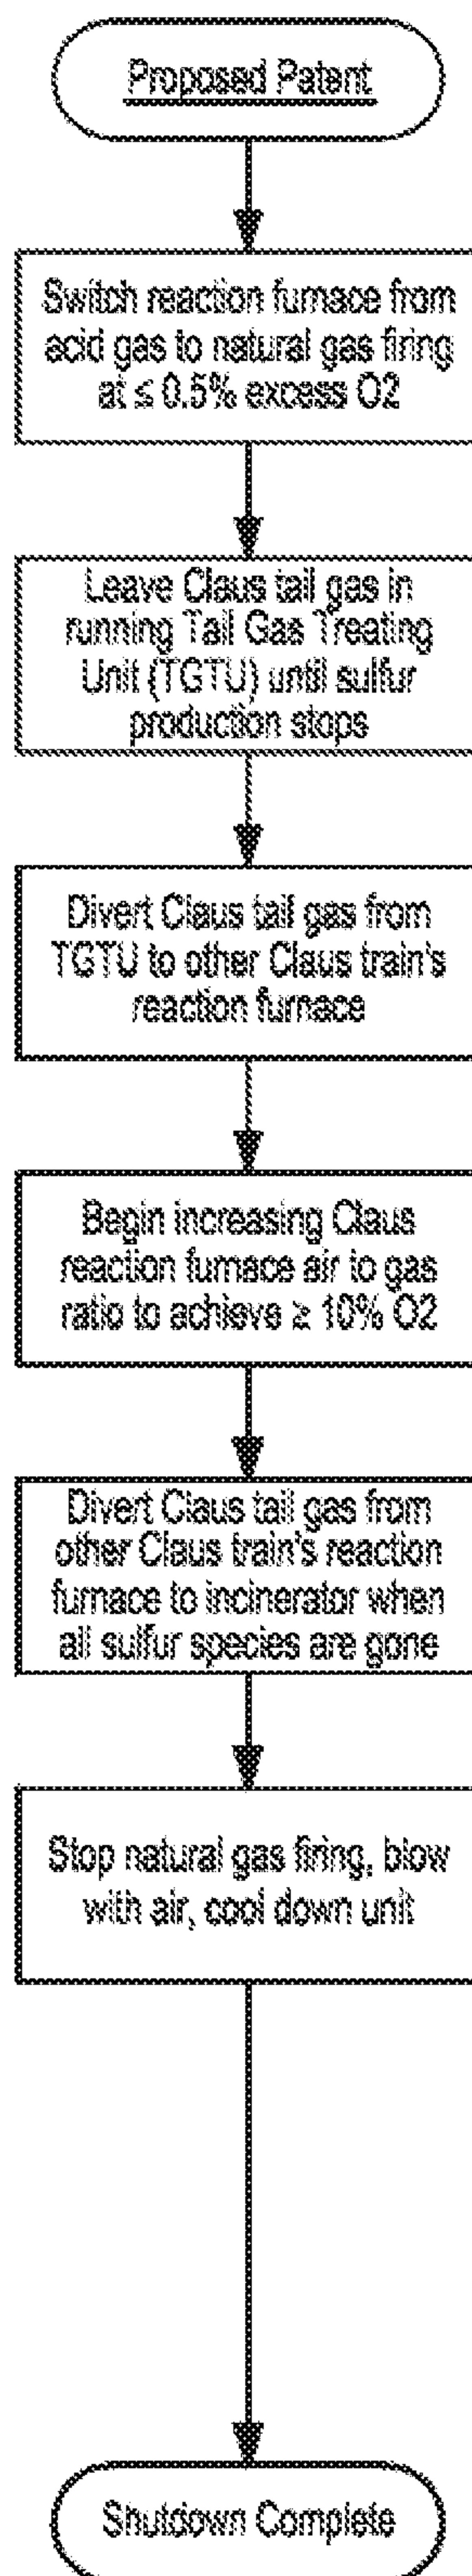 Proposed Patent
Switch reaction furnace from
acid gas to natural gas firing
at ≤ 0.5% excess O2
Leave Claus tail gas in
running Tail Gas Treating
Unit (TGTU) until sulfur
production stops
Divert Claus tail gas from
TGTU to other Claus train's
reaction furnace
Begin increasing Claus
reaction furnace air to gas
ratio to achieve ≥ 10% O2
Divert Claus tail gas from
other Claus train's reaction
furnace to incinerator when
all sulfur species are gone
Stop natural gas firing, blow
with air, cool down unit
Shutdown Complete